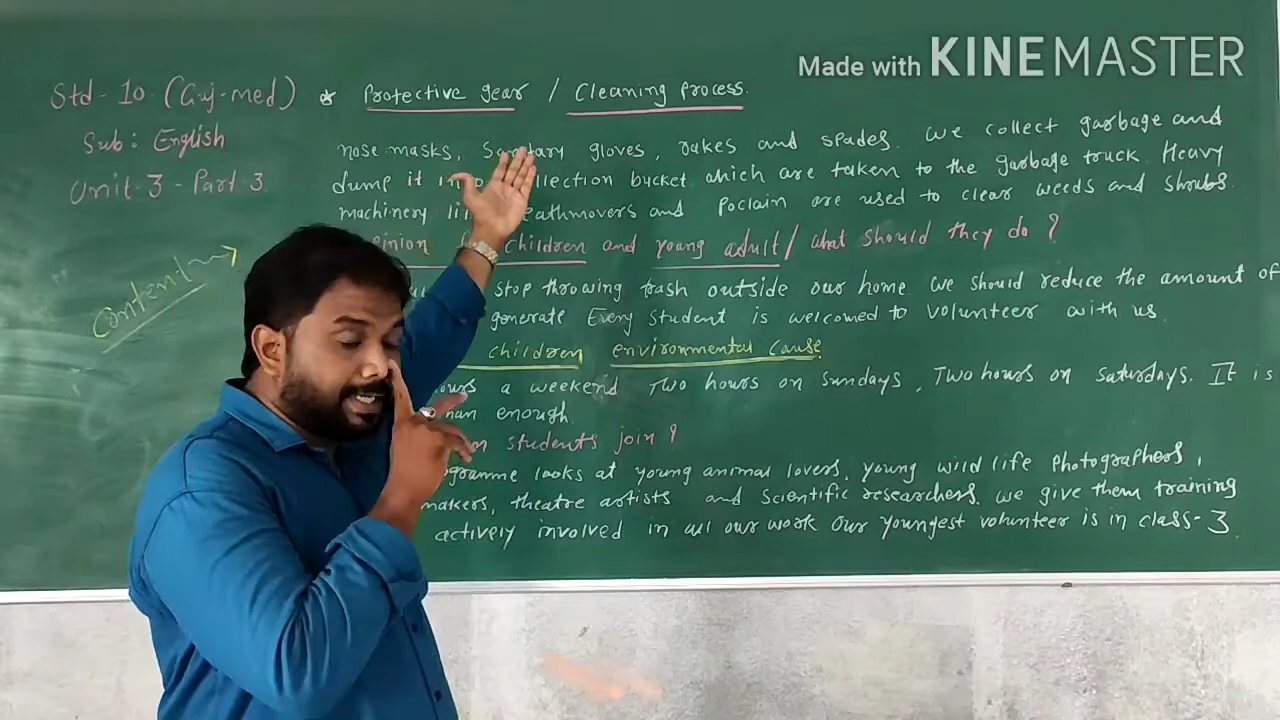 Made with KINEMASTER
Std-10 (Guj-med) * Protective gear / Cleaning process.
Sub: English
Unit-3-Part-3
Content →
nose masks, gloves, rakes and spades. We collect garbage and
dump it bucket which are taken to the garbage truck. Heavy
machinery eathmovers and Poclain are used to clear weeds and shrubs.
children and young adult / What should they do ?
stop throwing trash outside our home We should reduce the amount of
generate Every student is welcomed to volunteer with us.
children environmental cause
a weekend Two hours on Sundays, Two hours on Saturdays. It is
enough.
students join ?
looks at young animal lovers, young wild life photographers,
makers, theatre artists and Scientific researchers. We give them training
actively involved in all our work Our youngest volunteer is in class-3.